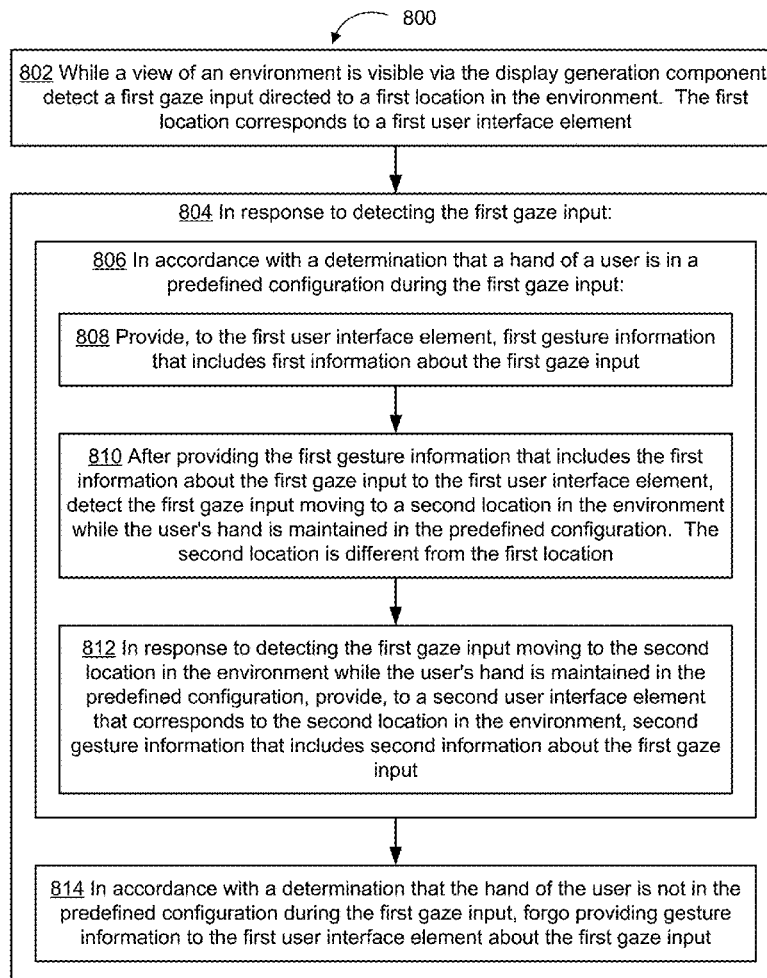 800
802 While a view of an environment is visible via the display generation component,
detect a first gaze input directed to a first location in the environment. The first
location corresponds to a first user interface element
804 In response to detecting the first gaze input:
806 In accordance with a determination that a hand of a user is in a
predefined configuration during the first gaze input:
808 Provide, to the first user interface element, first gesture information
that includes first information about the first gaze input
810 After providing the first gesture information that includes the first
information about the first gaze input to the first user interface element,
detect the first gaze input moving to a second location in the environment
while the user's hand is maintained in the predefined configuration. The
second location is different from the first location
812 In response to detecting the first gaze input moving to the second
location in the environment while the user's hand is maintained in the
predefined configuration, provide, to a second user interface element
that corresponds to the second location in the environment, second
gesture information that includes second information about the first gaze
input
814 In accordance with a determination that the hand of the user is not in the
predefined configuration during the first gaze input, forgo providing gesture
information to the first user interface element about the first gaze input